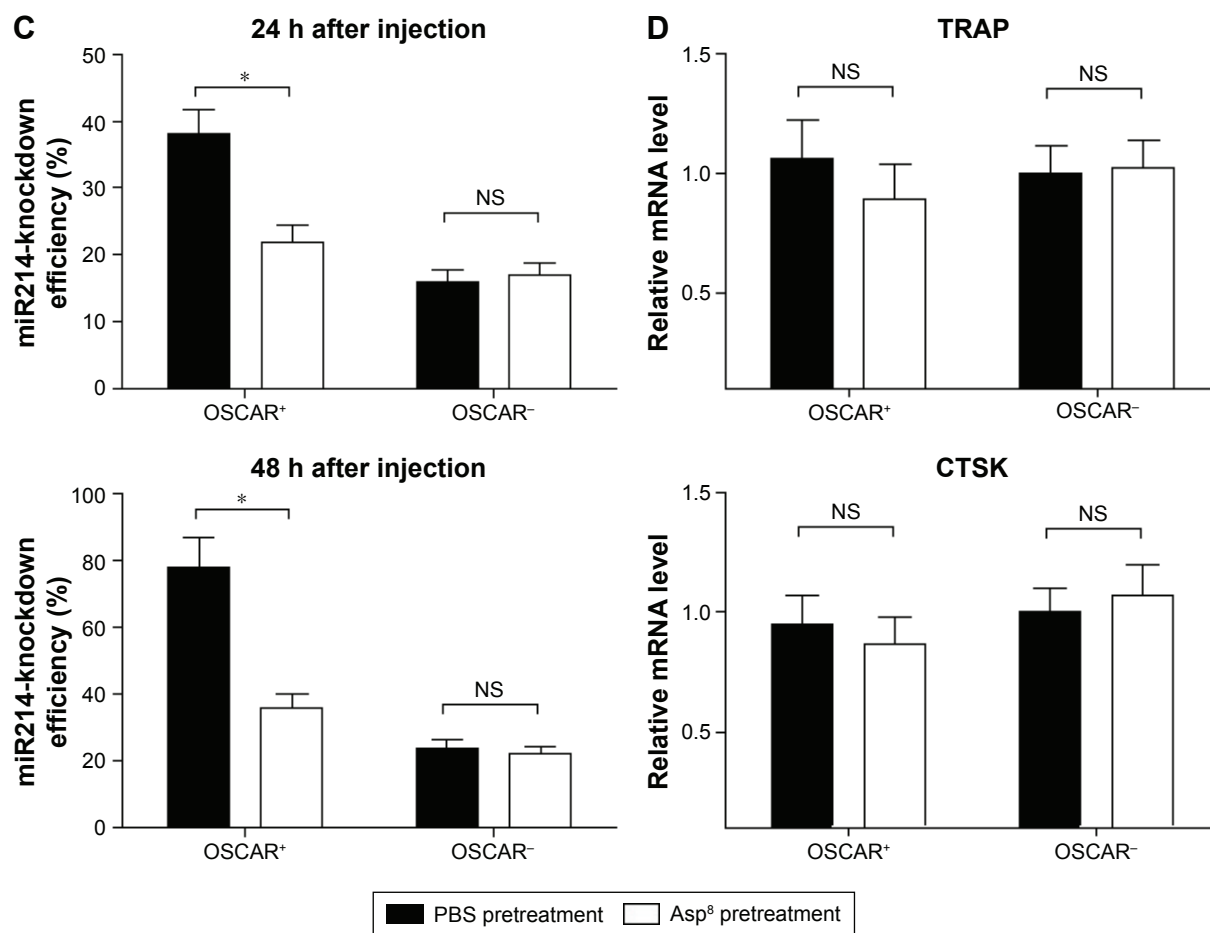 C
24 h after injection
miR214-knockdown
efficiency (%)
50
40
30
20
10
0
*
NS
OSCAR⁺
OSCAR⁻
D
TRAP
Relative mRNA level
1.5
1.0
0.5
NS
NS
OSCAR⁺
OSCAR⁻
48 h after injection
miR214-knockdown
efficiency (%)
100
80
60
40
20
0
*
NS
OSCAR⁺
OSCAR⁻
CTSK
Relative mRNA level
1.5
1.0
0.5
NS
NS
OSCAR⁺
OSCAR⁻
PBS pretreatment
Asp⁸ pretreatment